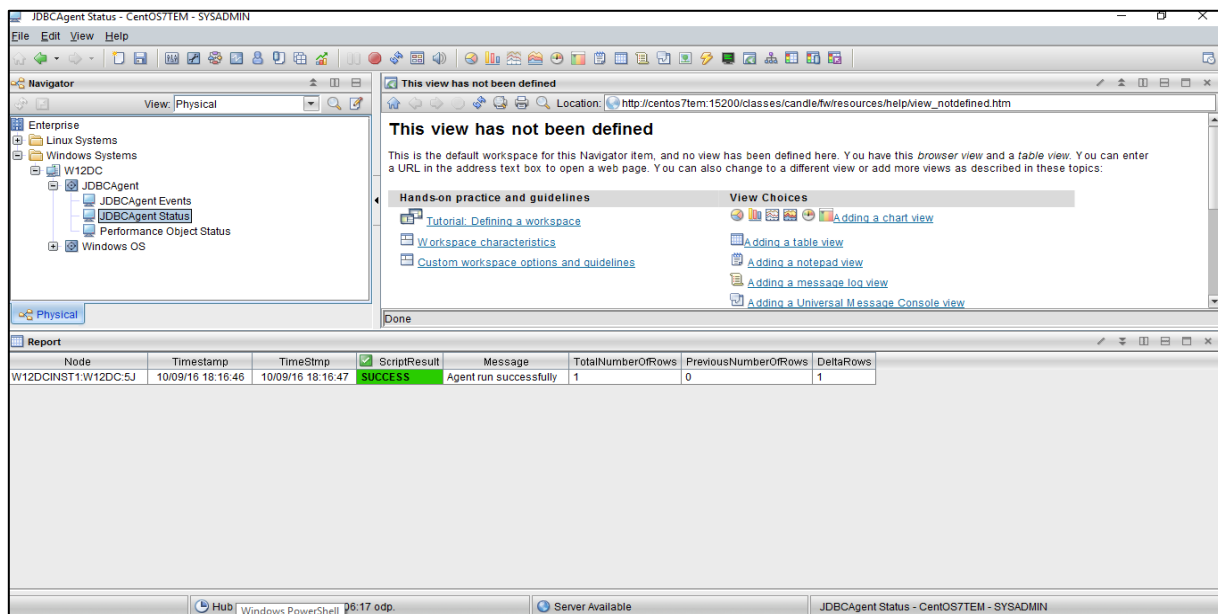 JDBCAgent Status - CentOS7TEM - SYSADMIN
File Edit View Help
Navigator
View: Physical
Enterprise
Linux Systems
Windows Systems
W12DC
JDBCAgent
JDBCAgent Events
JDBCAgent Status
Performance Object Status
Windows OS
Physical
This view has not been defined
Location: http://centos7tem:15200/classes/candle/fw/resources/help/view_notdefined.htm
This view has not been defined
This is the default workspace for this Navigator item, and no view has been defined here. You have this browser view and a table view. You can enter
a URL in the address text box to open a web page. You can also change to a different view or add more views as described in these topics:
Hands-on practice and guidelines
Tutorial: Defining a workspace
Workspace characteristics
Custom workspace options and guidelines
View Choices
Adding a chart view
Adding a table view
Adding a notepad view
Adding a message log view
Adding a Universal Message Console view
Done
Report
Node Timestamp TimeStmp ScriptResult Message TotalNumberOfRows PreviousNumberOfRows DeltaRows
W12DCINST1:W12DC:5J 10/09/16 18:16:46 10/09/16 18:16:47 SUCCESS Agent run successfully 1 0 1
Hub Windows PowerShell 06:17 odp. Server Available JDBCAgent Status - CentOS7TEM - SYSADMIN